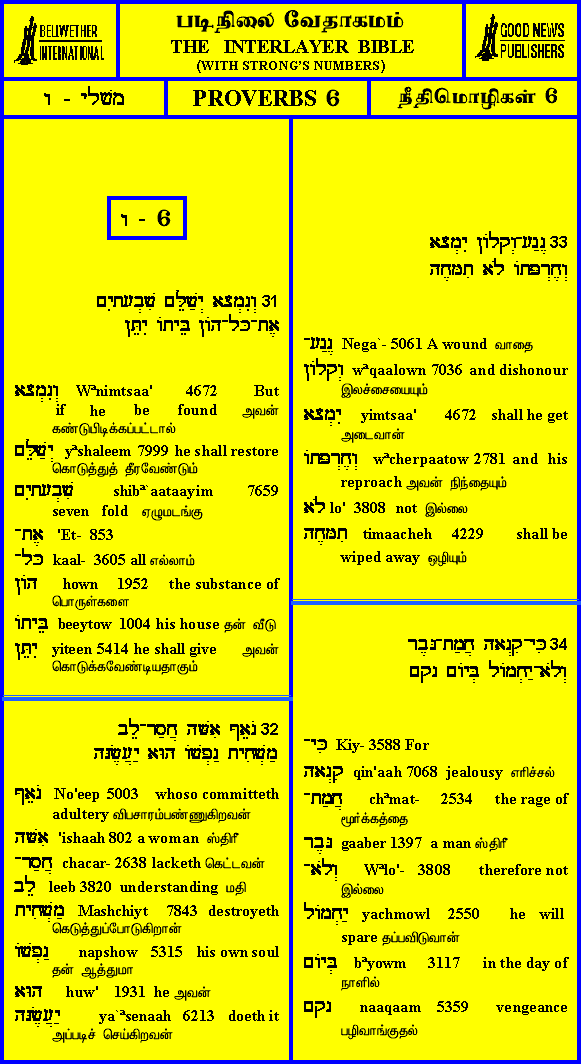 BELLWETHER
INTERNATIONAL
படிநிலை வேதாகமம்
THE INTERLAYER BIBLE
(WITH STRONG'S NUMBERS)
GOOD NEWS
PUBLISHERS
משלי - ו
PROVERBS 6
நீதிமொழிகள் 6
ו - 6
31 וְנִמְצָא יְשַׁלֵּם שִׁבְעָתָיִם
אֶת־כָּל־הוֹן בֵּיתוֹ יִתֵּן
וְנִמְצָא Wᵃnimtsaa' 4672 But
if he be found அவன்
கண்டுபிடிக்கப்பட்டால்
יְשַׁלֵּם yᵃshaleem 7999 he shall restore
கொடுத்துத் தீரவேண்டும்
שִׁבְעָתַיִם shibᵃ`aataayim 7659
seven fold ஏழுமடங்கு
אֶת־ 'Et- 853
כָּל־ kaal- 3605 all எல்லாம்
הוֹן hown 1952 the substance of
பொருள்களை
בֵּיתוֹ beeytow 1004 his house தன் வீடு
יִתֵּן yiteen 5414 he shall give அவன்
கொடுக்கவேண்டியதாகும்
32 נֹאֵף אִשָּׁה חֲסַר־לֵב
מַשְׁחִית נַפְשׁוֹ הוּא יַעֲשֶׂנָּה
נֹאֵף No'eep 5003 whoso committeth
adultery விபசாரம்பண்ணுகிறவன்
אִשָּׁה 'ishaah 802 a woman ஸ்திரீ
חֲסַר־ chacar- 2638 lacketh கெட்டவன்
לֵב leeb 3820 understanding மதி
מַשְׁחִית Mashchiyt 7843 destroyeth
கெடுத்துப்போடுகிறான்
נַפְשׁוֹ napshow 5315 his own soul
தன் ஆத்துமா
הוּא huw' 1931 he அவன்
יַעֲשֶׂנָּה ya`ᵃsenaah 6213 doeth it
அப்படிச் செய்கிறவன்
33 נֶגַע־וְקָלוֹן יִמְצָא
וְחֶרְפָּתוֹ לֹא תִמָּחֶה
נֶגַע־ Nega`- 5061 A wound வாதை
וְקָלוֹן wᵃqaalown 7036 and dishonour
இலச்சையையும்
יִמְצָא yimtsaa' 4672 shall he get
அடைவான்
וְחֶרְפָּתוֹ wᵃcherpaatow 2781 and his
reproach அவன் நிந்தையும்
לֹא lo' 3808 not இல்லை
תִמָּחֶה timaacheh 4229 shall be
wiped away ஒழியும்
34 כִּי־קִנְאָה חֲמַת־גָּבֶר
וְלֹא־יַחְמוֹל בְּיוֹם נָקָם
כִּי־ Kiy- 3588 For
קִנְאָה qin'aah 7068 jealousy எரிச்சல்
חֲמַת־ chᵃmat- 2534 the rage of
மூர்க்கத்தை
גָּבֶר gaaber 1397 a man ஸ்திரீ
וְלֹא־ Wᵃlo'- 3808 therefore not
இல்லை
יַחְמוֹל yachmowl 2550 he will
spare தப்பவிடுவான்
בְּיוֹם bᵃyowm 3117 in the day of
நாளில்
נָקָם naaqaam 5359 vengeance
பழிவாங்குதல்